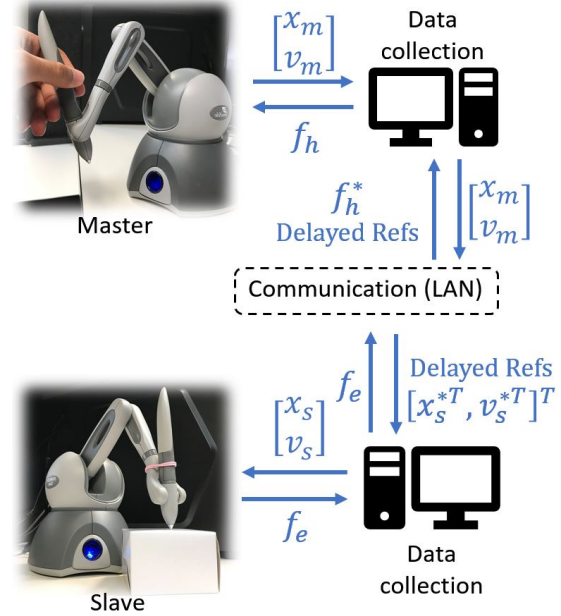 [x_m
v_m]
Data
collection
f_h
Master
f_h^*
Delayed Refs
[x_m
v_m]
Communication (LAN)
f_e
Delayed Refs
[x_s^{*T}, v_s^{*T}]^T
[x_s
v_s]
f_e
Data
collection
Slave